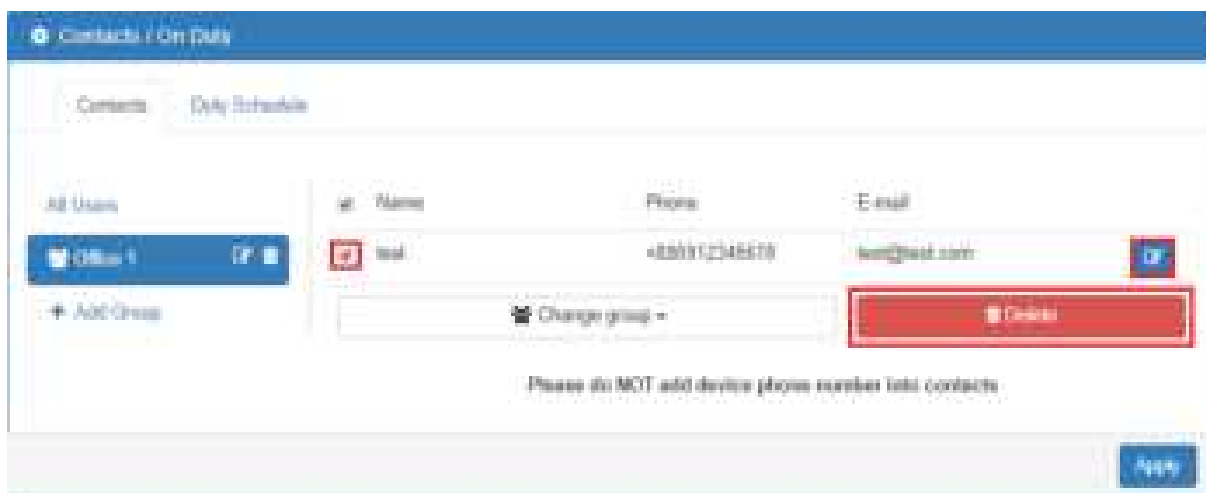 Contacts / On Duty
Contacts Duty Schedule
All Users
Name Phone E-mail
Office 1
test test@test.com
Add Group
Change group
Delete
Please do NOT add device phone number into contacts
Apply